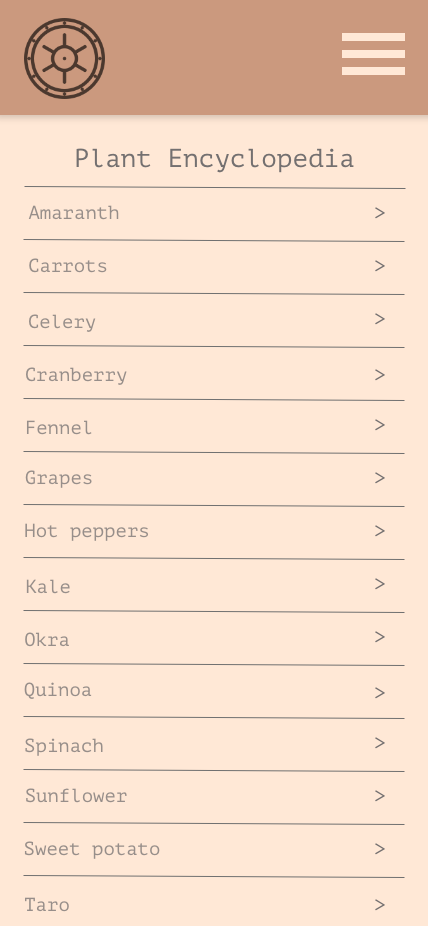 Plant Encyclopedia
Amaranth >
Carrots >
Celery >
Cranberry >
Fennel >
Grapes >
Hot peppers >
Kale >
Okra >
Quinoa >
Spinach >
Sunflower >
Sweet potato >
Taro >